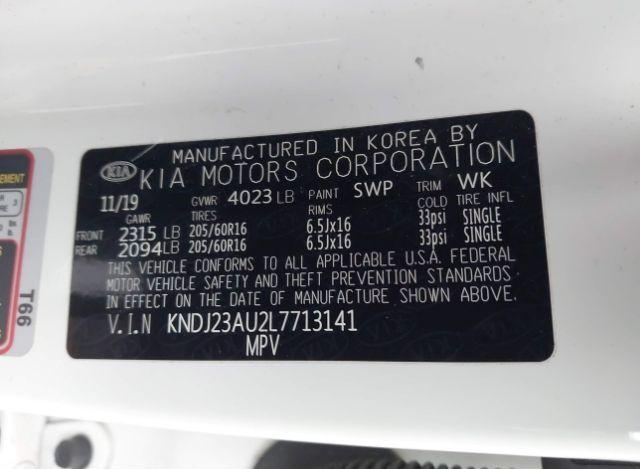 MANUFACTURED IN KOREA BY
KIA KIA MOTORS CORPORATION
11/19 GVWR 4023 LB PAINT SWP TRIM WK
GAWR TIRES RIMS COLD TIRE INFL
FRONT 2315 LB 205/60R16 6.5Jx16 33psi SINGLE
REAR 2094 LB 205/60R16 6.5Jx16 33psi SINGLE
THIS VEHICLE CONFORMS TO ALL APPLICABLE U.S.A. FEDERAL
MOTOR VEHICLE SAFETY AND THEFT PREVENTION STANDARDS
IN EFFECT ON THE DATE OF MANUFACTURE SHOWN ABOVE.
V.I.N KNDJ23AU2L7713141
MPV
T66